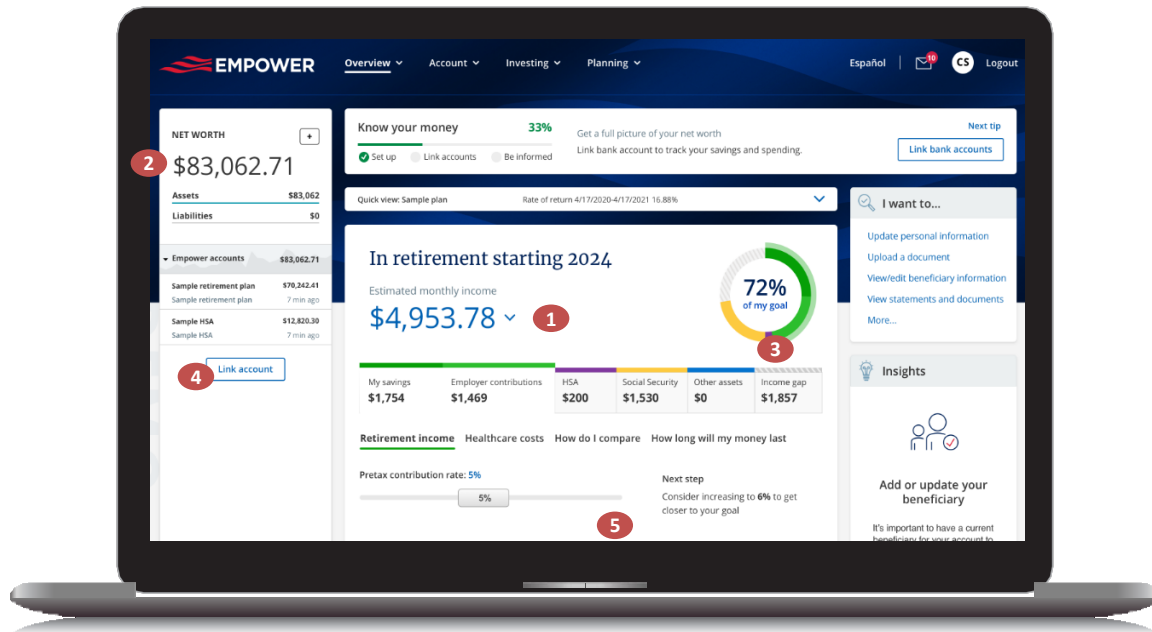 EMPOWER
Overview
Account
Investing
Planning
Español
10
CS
Logout
NET WORTH
+
2
$83,062.71
Assets $83,062
Liabilities $0
Empower accounts $83,062.71
Sample retirement plan $70,242.41
Sample retirement plan 7 min ago
Sample HSA $12,820.30
Sample HSA 7 min ago
4
Link account
Know your money 33%
Set up Link accounts Be informed
Get a full picture of your net worth
Link bank account to track your savings and spending.
Next tip
Link bank accounts
Quick view: Sample plan Rate of return 4/17/2020-4/17/2021 16.88%
In retirement starting 2024
Estimated monthly income
$4,953.78
1
72%
of my goal
3
My savings
$1,754
Employer contributions
$1,469
HSA
$200
Social Security
$1,530
Other assets
$0
Income gap
$1,857
Retirement income Healthcare costs How do I compare How long will my money last
Pretax contribution rate: 5%
5%
Next step
Consider increasing to 6% to get
closer to your goal
5
I want to...
Update personal information
Upload a document
View/edit beneficiary information
View statements and documents
More...
Insights
Add or update your
beneficiary
It's important to have a current
beneficiary for your account to